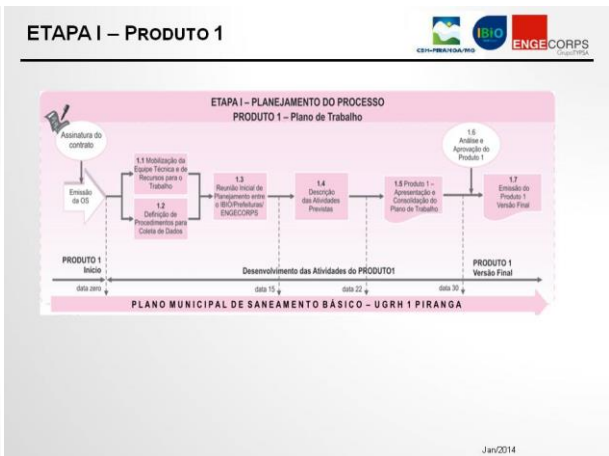 ETAPA I – PRODUTO 1
CBH-PIRANGA/MG
IBIO
ENGECORPS
Grupo TYPSA
ETAPA I – PLANEJAMENTO DO PROCESSO
PRODUTO 1 – Plano de Trabalho
Assinatura do
contrato
Emissão
da OS
1.1 Mobilização da
Equipe Técnica e de
Recursos para o
Trabalho
1.2
Definição de
Procedimentos para
Coleta de Dados
1.3
Reunião Inicial de
Planejamento entre
o IBIO/Prefeituras/
ENGECORPS
1.4
Descrição
das Atividades
Previstas
1.5 Produto 1 –
Apresentação e
Consolidação do
Plano de Trabalho
1.6
Análise e
Aprovação do
Produto 1
1.7
Emissão do
Produto 1
Versão Final
PRODUTO 1
Início
Desenvolvimento das Atividades do PRODUTO1
PRODUTO 1
Versão Final
data zero
data 15
data 22
data 30
PLANO MUNICIPAL DE SANEAMENTO BÁSICO – UGRH 1 PIRANGA
Jan/2014